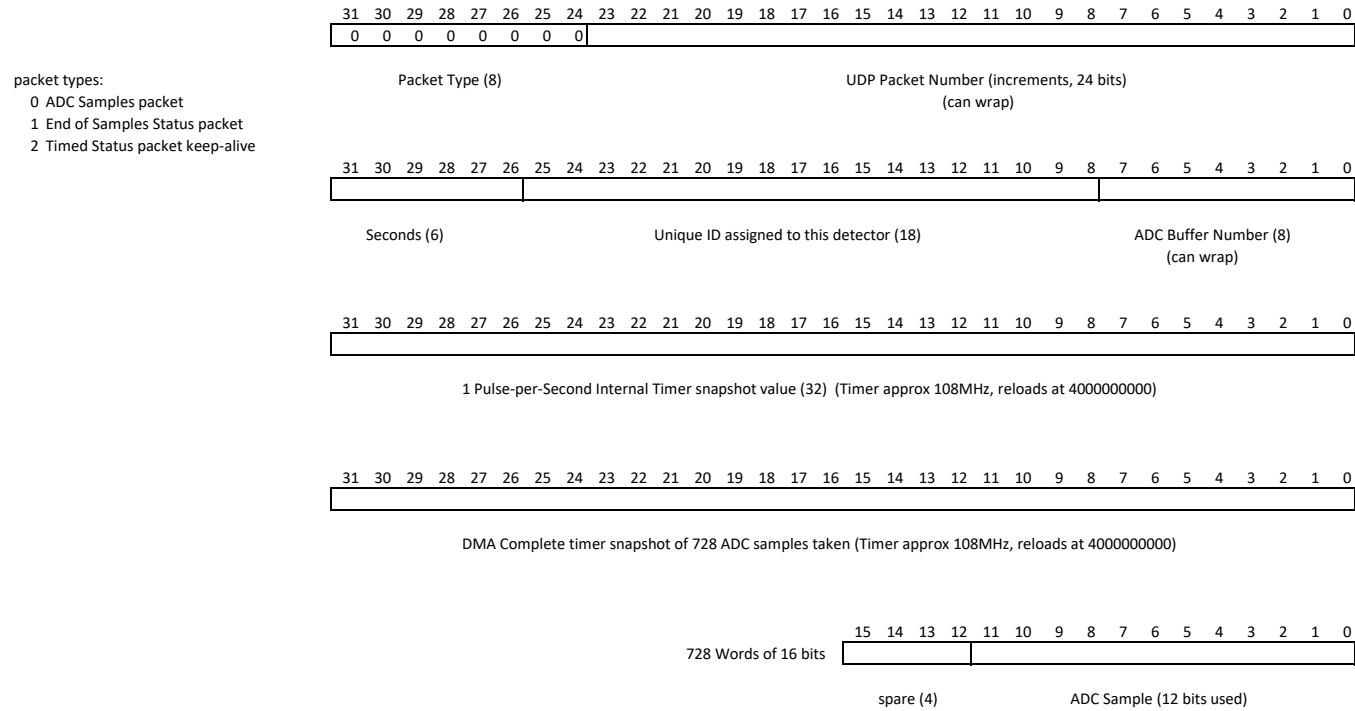 31 30 29 28 27 26 25 24 23 22 21 20 19 18 17 16 15 14 13 12 11 10 9 8 7 6 5 4 3 2 1 0
0 0 0 0 0 0 0 0
packet types:
0 ADC Samples packet
1 End of Samples Status packet
2 Timed Status packet keep-alive
Packet Type (8)
UDP Packet Number (increments, 24 bits)
(can wrap)
31 30 29 28 27 26 25 24 23 22 21 20 19 18 17 16 15 14 13 12 11 10 9 8 7 6 5 4 3 2 1 0
Seconds (6)
Unique ID assigned to this detector (18)
ADC Buffer Number (8)
(can wrap)
31 30 29 28 27 26 25 24 23 22 21 20 19 18 17 16 15 14 13 12 11 10 9 8 7 6 5 4 3 2 1 0
1 Pulse-per-Second Internal Timer snapshot value (32) (Timer approx 108MHz, reloads at 4000000000)
31 30 29 28 27 26 25 24 23 22 21 20 19 18 17 16 15 14 13 12 11 10 9 8 7 6 5 4 3 2 1 0
DMA Complete timer snapshot of 728 ADC samples taken (Timer approx 108MHz, reloads at 4000000000)
15 14 13 12 11 10 9 8 7 6 5 4 3 2 1 0
728 Words of 16 bits
spare (4)
ADC Sample (12 bits used)